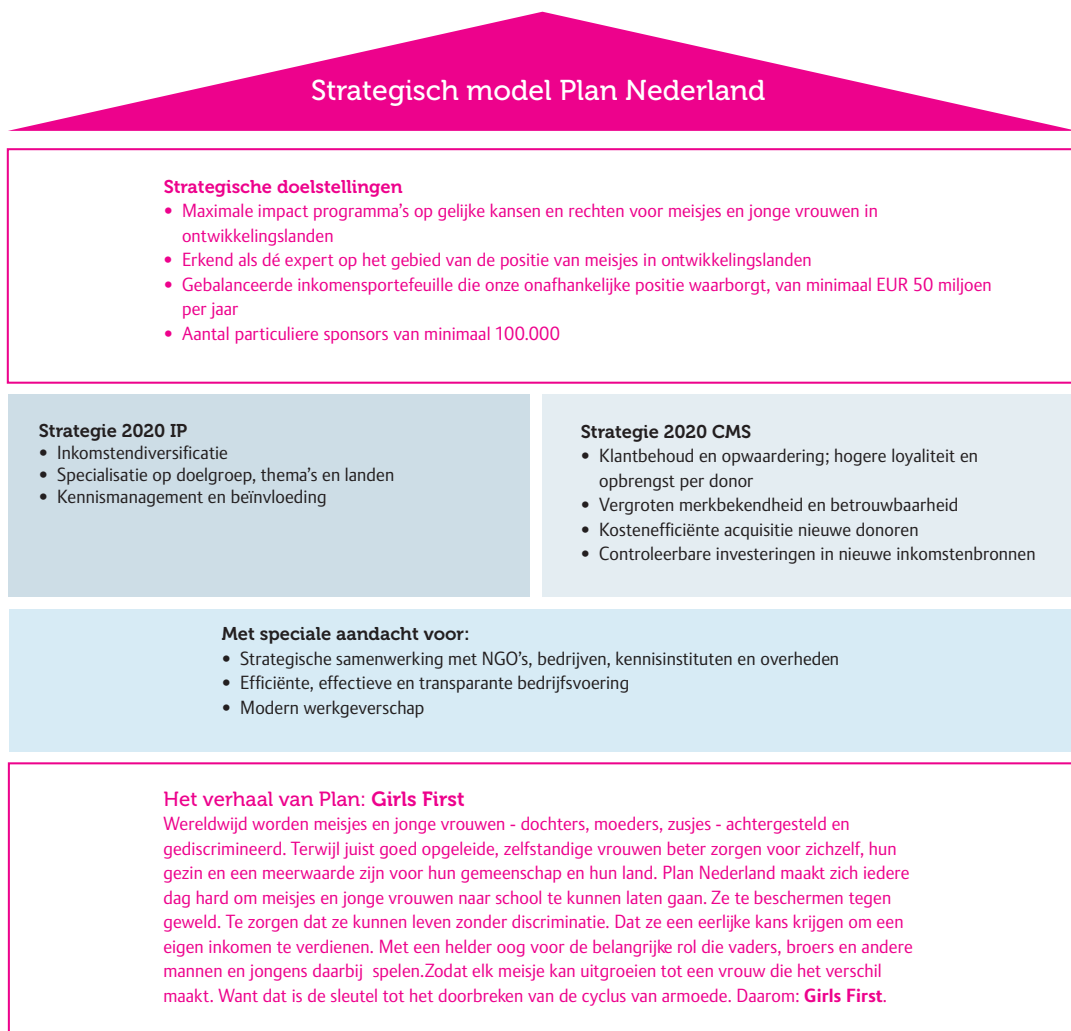 Strategisch model Plan Nederland
Strategische doelstellingen
• Maximale impact programma's op gelijke kansen en rechten voor meisjes en jonge vrouwen in
ontwikkelingslanden
• Erkend als dé expert op het gebied van de positie van meisjes in ontwikkelingslanden
• Gebalanceerde inkomensportefeuille die onze onafhankelijke positie waarborgt, van minimaal EUR 50 miljoen
per jaar
• Aantal particuliere sponsors van minimaal 100.000
Strategie 2020 IP
• Inkomstendiversificatie
• Specialisatie op doelgroep, thema's en landen
• Kennismanagement en beïnvloeding
Strategie 2020 CMS
• Klantbehoud en opwaardering; hogere loyaliteit en
opbrengst per donor
• Vergroten merkbekendheid en betrouwbaarheid
• Kostenefficiënte acquisitie nieuwe donoren
• Controleerbare investeringen in nieuwe inkomstenbronnen
Met speciale aandacht voor:
• Strategische samenwerking met NGO's, bedrijven, kennisinstituten en overheden
• Efficiënte, effectieve en transparante bedrijfsvoering
• Modern werkgeverschap
Het verhaal van Plan: Girls First
Wereldwijd worden meisjes en jonge vrouwen - dochters, moeders, zusjes - achtergesteld en
gediscrimineerd. Terwijl juist goed opgeleide, zelfstandige vrouwen beter zorgen voor zichzelf, hun
gezin en een meerwaarde zijn voor hun gemeenschap en hun land. Plan Nederland maakt zich iedere
dag hard om meisjes en jonge vrouwen naar school te kunnen laten gaan. Ze te beschermen tegen
geweld. Te zorgen dat ze kunnen leven zonder discriminatie. Dat ze een eerlijke kans krijgen om een
eigen inkomen te verdienen. Met een helder oog voor de belangrijke rol die vaders, broers en andere
mannen en jongens daarbij  spelen.Zodat elk meisje kan uitgroeien tot een vrouw die het verschil
maakt. Want dat is de sleutel tot het doorbreken van de cyclus van armoede. Daarom: Girls First.